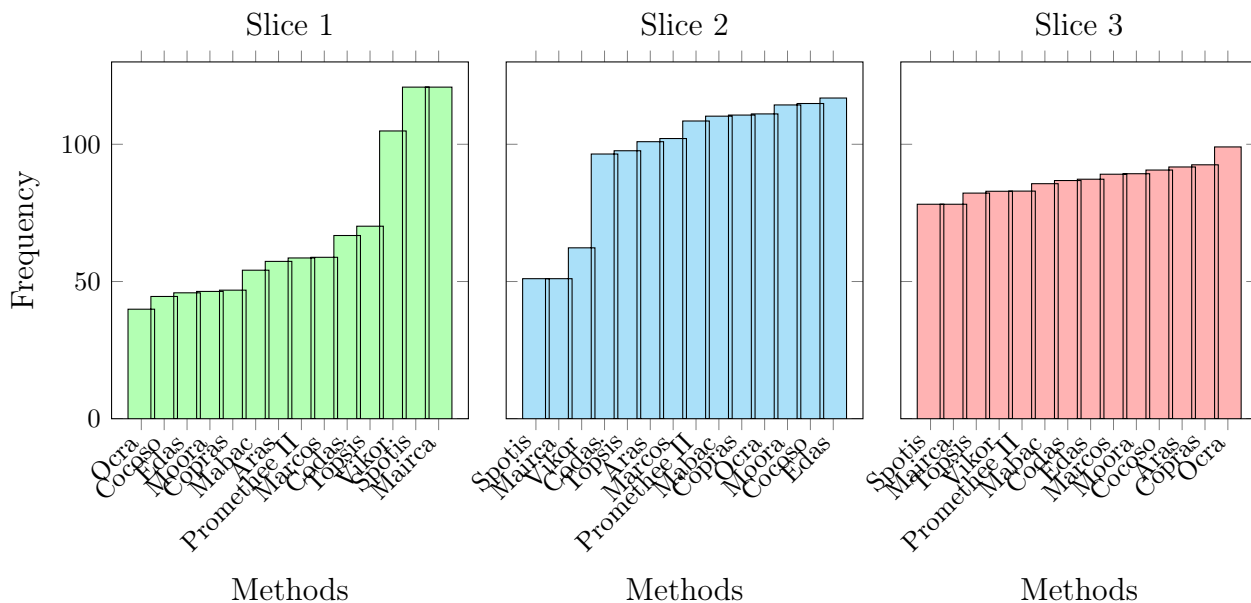 Slice 1
Slice 2
Slice 3
Frequency
100
50
0
Ocra
Cocoso
Edas
Moora
Copras
Mabac
Aras
Promethee II
Marcos
Codas
Topsis
Vikor
Spotis
Mairca
Spotis
Mairca
Vikor
Codas
Topsis
Aras
Marcos
Promethee II
Mabac
Copras
Ocra
Moora
Cocoso
Edas
Spotis
Mairca
Topsis
Vikor
Promethee II
Mabac
Codas
Edas
Marcos
Moora
Cocoso
Aras
Copras
Ocra
Methods
Methods
Methods